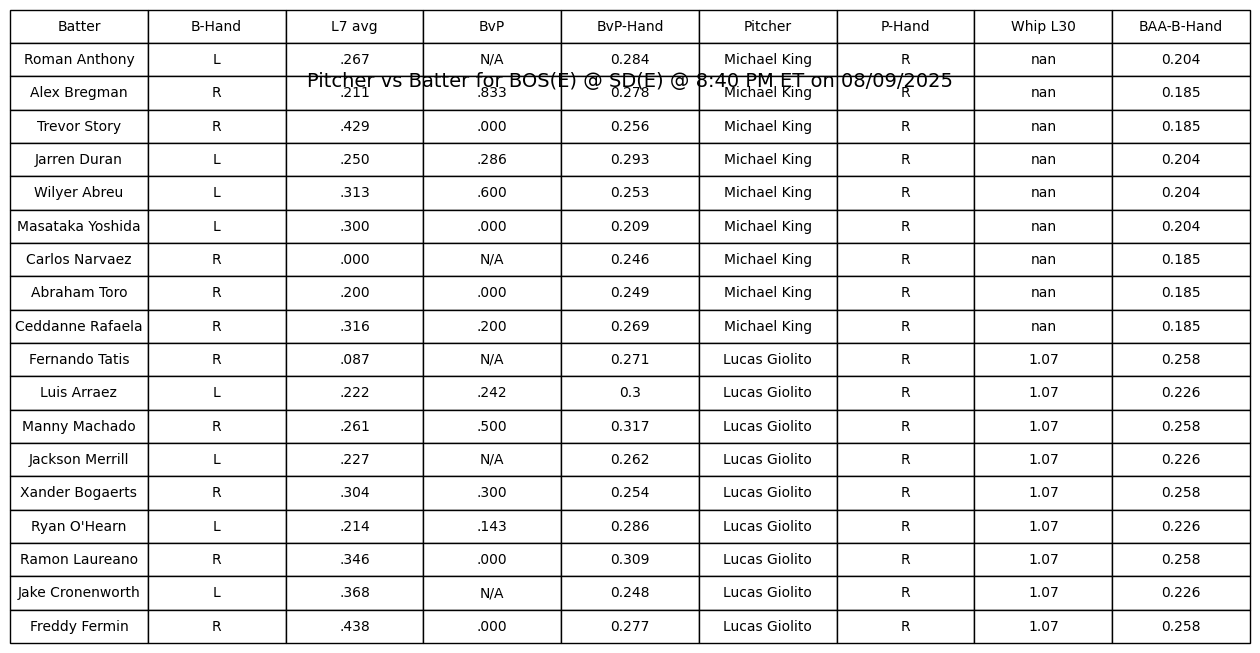 Batter B-Hand L7 avg BvP BvP-Hand Pitcher P-Hand Whip L30 BAA-B-Hand
Roman Anthony L .267 N/A 0.284 Michael King R nan 0.204
Pitcher vs Batter for BOS(E) @ SD(E) @ 8:40 PM ET on 08/09/2025
Alex Bregman R .211 .833 0.278 Michael King R nan 0.185
Trevor Story R .429 .000 0.256 Michael King R nan 0.185
Jarren Duran L .250 .286 0.293 Michael King R nan 0.204
Wilyer Abreu L .313 .600 0.253 Michael King R nan 0.204
Masataka Yoshida L .300 .000 0.209 Michael King R nan 0.204
Carlos Narvaez R .000 N/A 0.246 Michael King R nan 0.185
Abraham Toro R .200 .000 0.249 Michael King R nan 0.185
Ceddanne Rafaela R .316 .200 0.269 Michael King R nan 0.185
Fernando Tatis R .087 N/A 0.271 Lucas Giolito R 1.07 0.258
Luis Arraez L .222 .242 0.3 Lucas Giolito R 1.07 0.226
Manny Machado R .261 .500 0.317 Lucas Giolito R 1.07 0.258
Jackson Merrill L .227 N/A 0.262 Lucas Giolito R 1.07 0.226
Xander Bogaerts R .304 .300 0.254 Lucas Giolito R 1.07 0.258
Ryan O'Hearn L .214 .143 0.286 Lucas Giolito R 1.07 0.226
Ramon Laureano R .346 .000 0.309 Lucas Giolito R 1.07 0.258
Jake Cronenworth L .368 N/A 0.248 Lucas Giolito R 1.07 0.226
Freddy Fermin R .438 .000 0.277 Lucas Giolito R 1.07 0.258